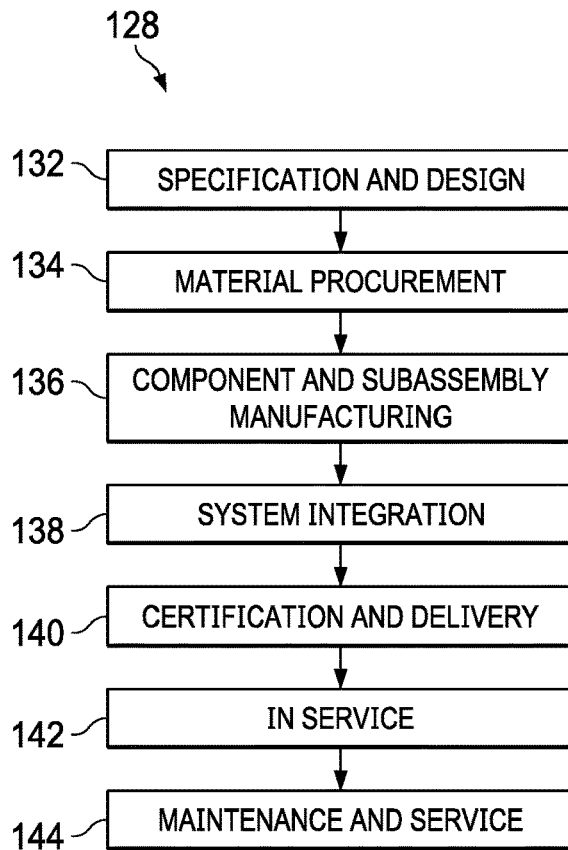 128
132
SPECIFICATION AND DESIGN
134
MATERIAL PROCUREMENT
136
COMPONENT AND SUBASSEMBLY
MANUFACTURING
138
SYSTEM INTEGRATION
140
CERTIFICATION AND DELIVERY
142
IN SERVICE
144
MAINTENANCE AND SERVICE